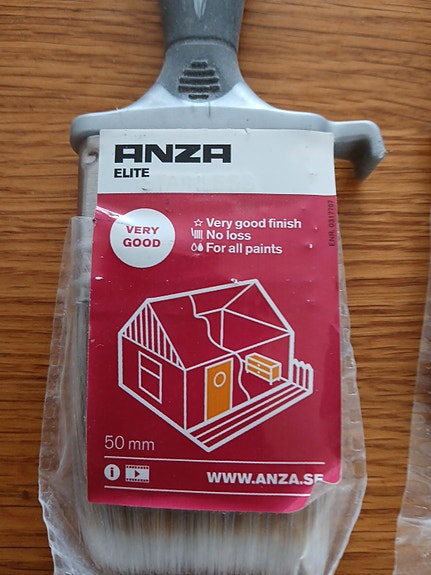 ANZA
ELITE
VERY
GOOD
Very good finish
No loss
For all paints
50 mm
WWW.ANZA.SE